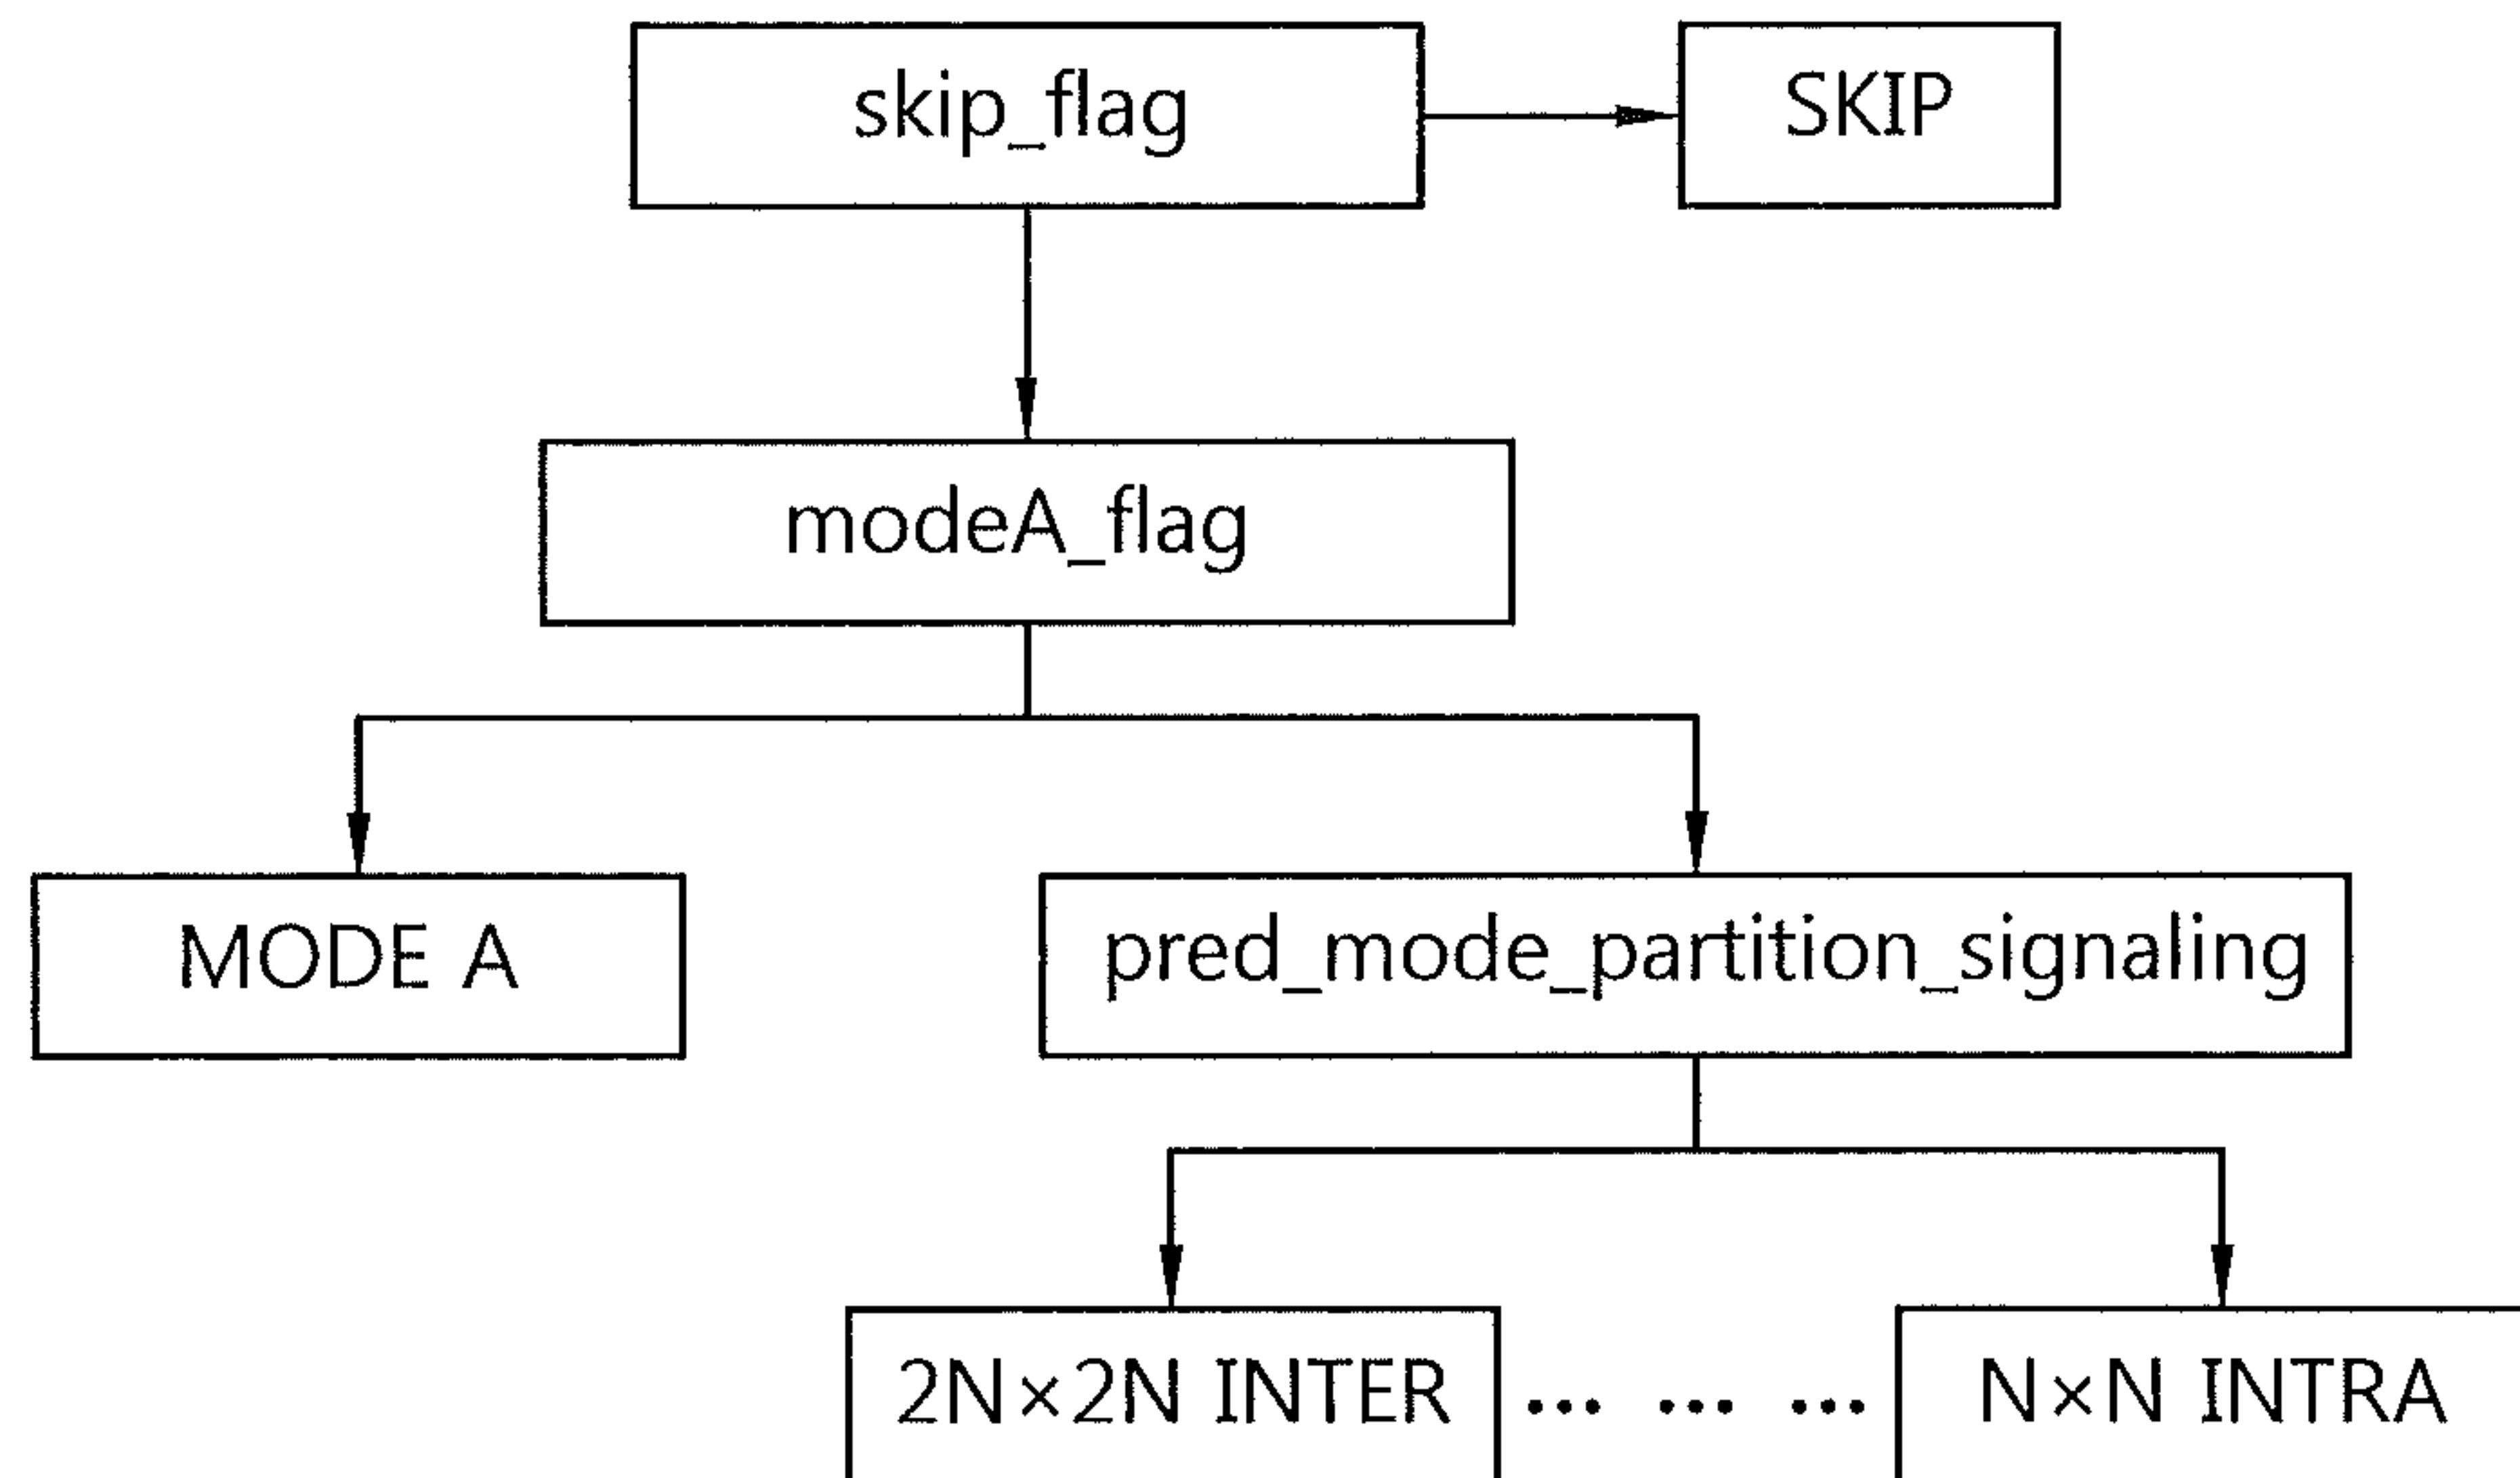 skip_flag
SKIP
modeA_flag
MODE A
pred_mode_partition_signaling
2N×2N INTER
... ... ...
N×N INTRA